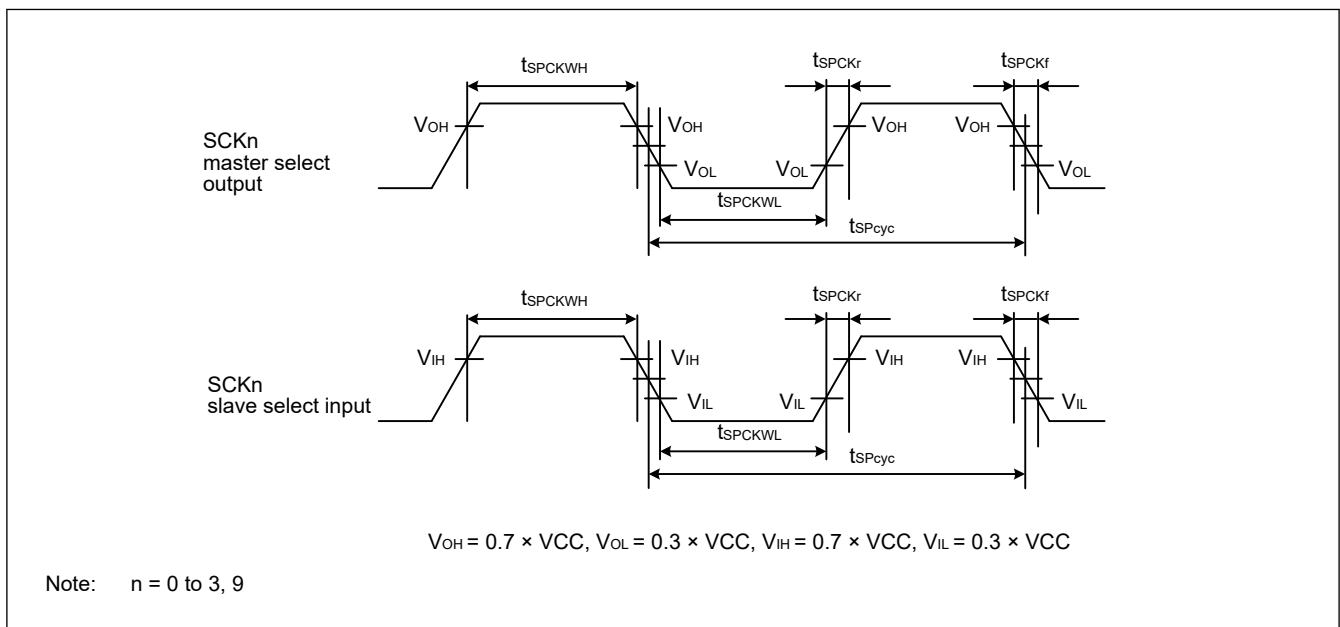 tSPCKWH
tSPCKr
tSPCKf
SCKn
master select
output
VOH
VOH
VOL
VOL
VOH
VOH
VOL
tSPCKWL
tSPcyc
tSPCKWH
tSPCKr
tSPCKf
SCKn
slave select input
VIH
VIH
VIL
VIL
VIH
VIH
VIL
tSPCKWL
tSPcyc
VOH = 0.7 × VCC, VOL = 0.3 × VCC, VIH = 0.7 × VCC, VIL = 0.3 × VCC
Note: n = 0 to 3, 9